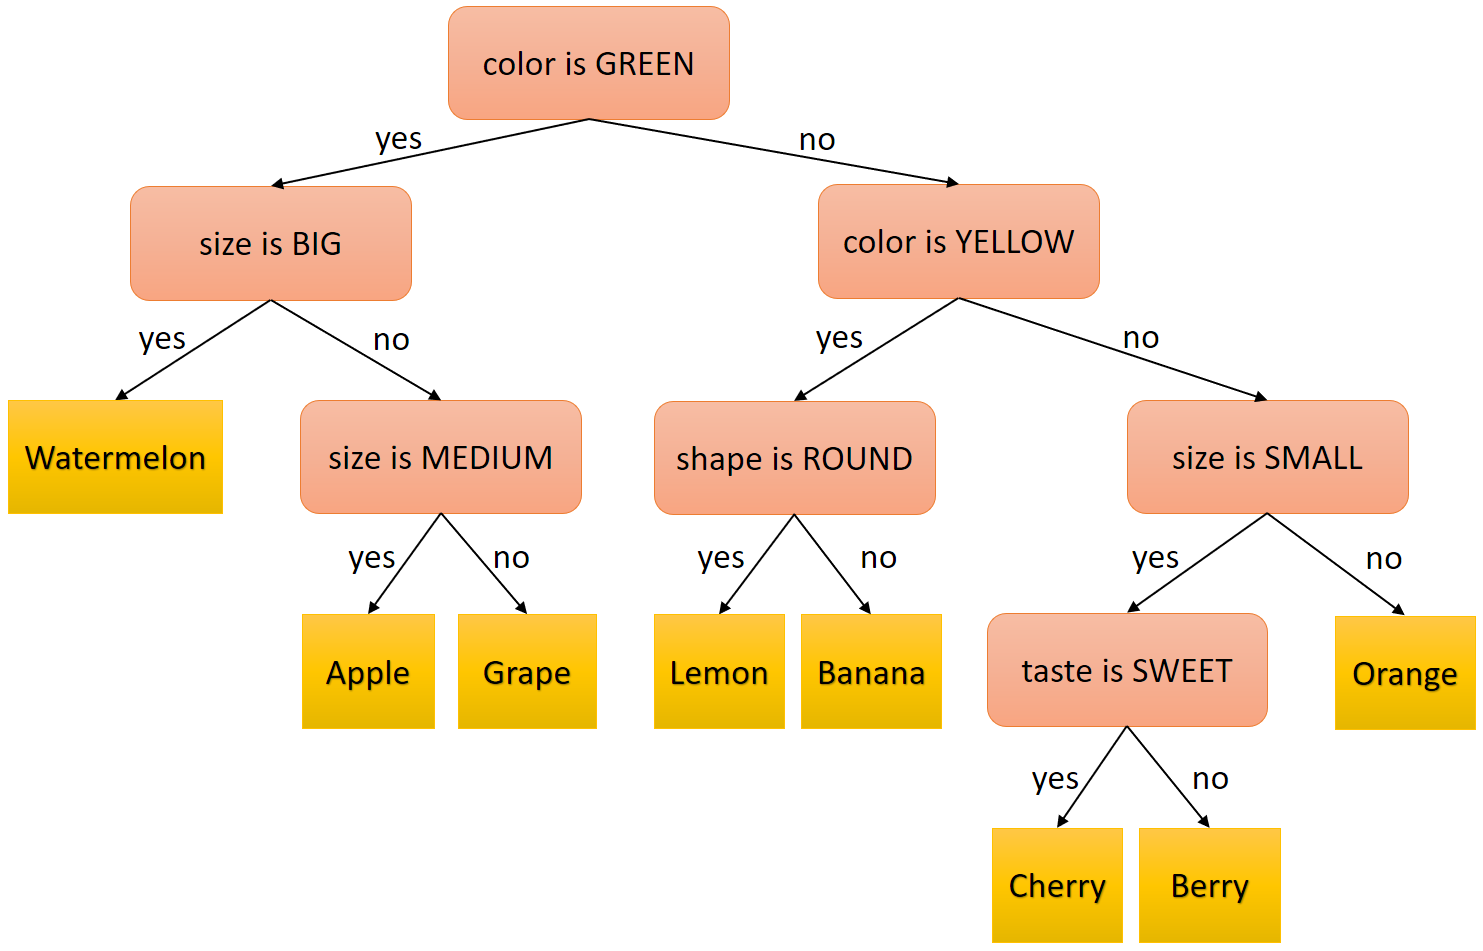 color is GREEN
yes
no
size is BIG
color is YELLOW
yes
no
yes
no
Watermelon
size is MEDIUM
shape is ROUND
size is SMALL
yes
no
yes
no
yes
no
Apple
Grape
Lemon
Banana
taste is SWEET
Orange
yes
no
Cherry
Berry